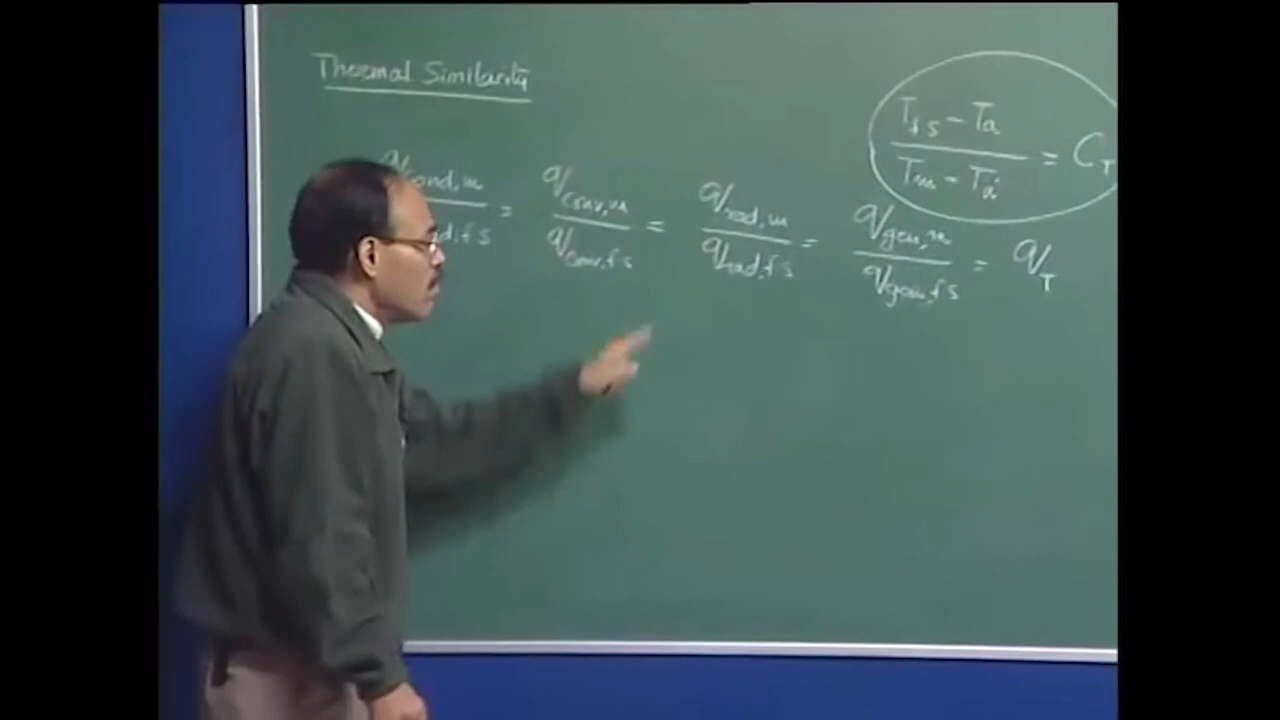 Thermal Similarity
T_fs - T_a / T_m - T_a = C_T
q_cond,m / ad,fs = q_conv,m / q_conv,fs = q_rad,m / q_rad,fs = q_gen,m / q_gen,fs = q_T